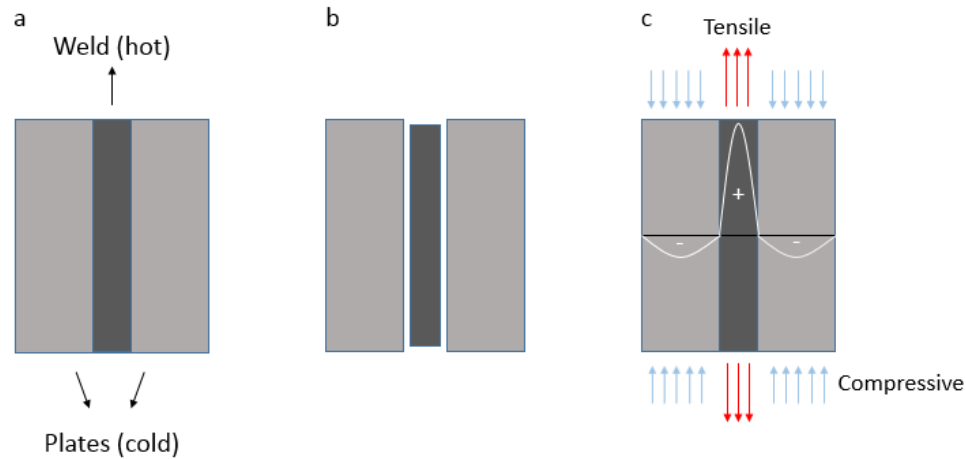 a
Weld (hot)
Plates (cold)
b
c
Tensile
+
-
-
Compressive